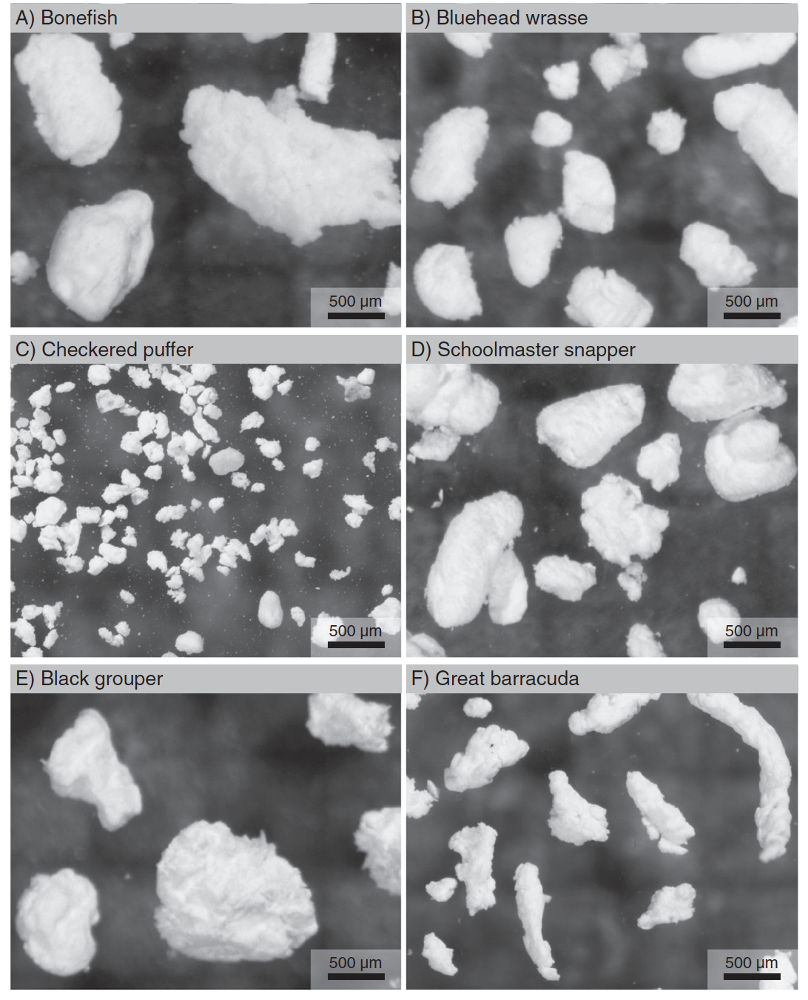 A) Bonefish
B) Bluehead wrasse
500 µm
500 µm
C) Checkered puffer
D) Schoolmaster snapper
500 µm
500 µm
E) Black grouper
F) Great barracuda
500 µm
500 µm